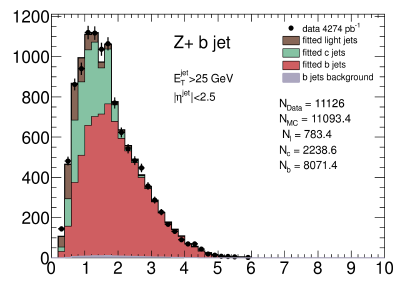 1200
1000
800
600
400
200
0
0 1 2 3 4 5 6 7 8 9 10
Z+ b jet
E_T^jet>25 GeV
|η^jet|<2.5
data 4274 pb⁻¹
fitted light jets
fitted c jets
fitted b jets
b jets background
N_Data = 11126
N_MC = 11093.4
N_l = 783.4
N_c = 2238.6
N_b = 8071.4